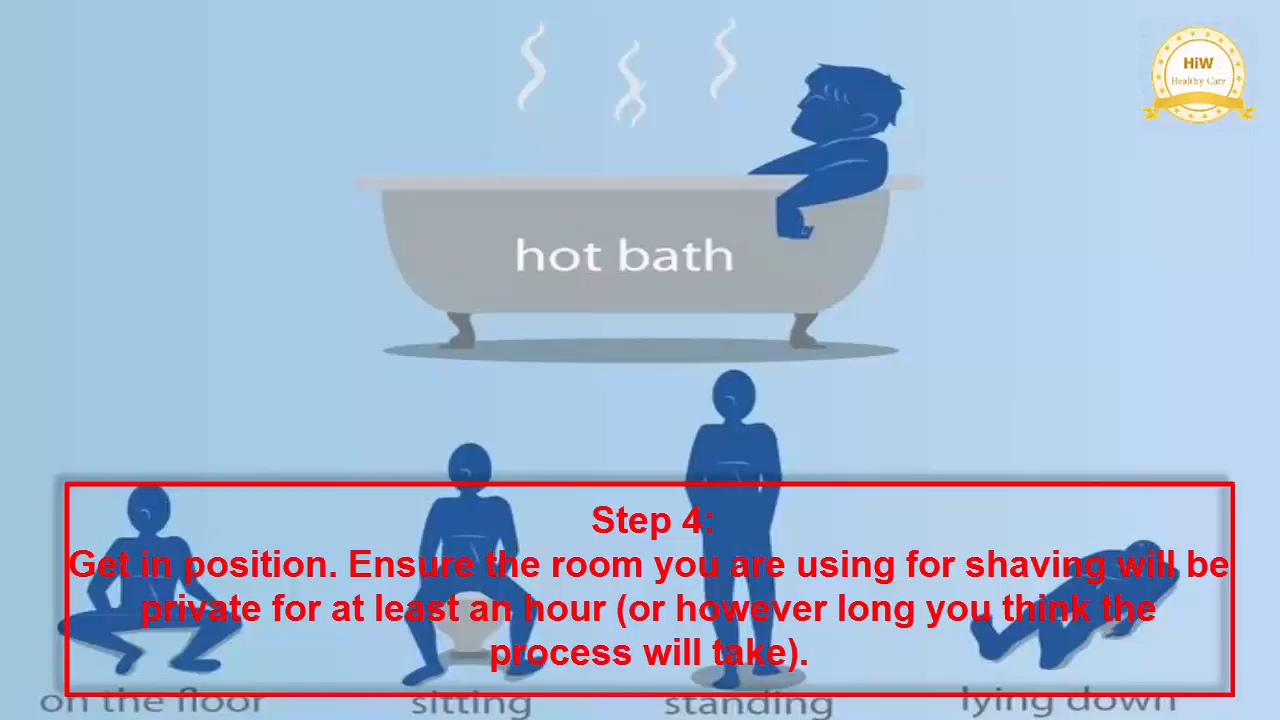 HiW
Healthy Care
hot bath
Step 4:
Get in position. Ensure the room you are using for shaving will be
private for at least an hour (or however long you think the
process will take).
on the floor
sitting
standing
lying down